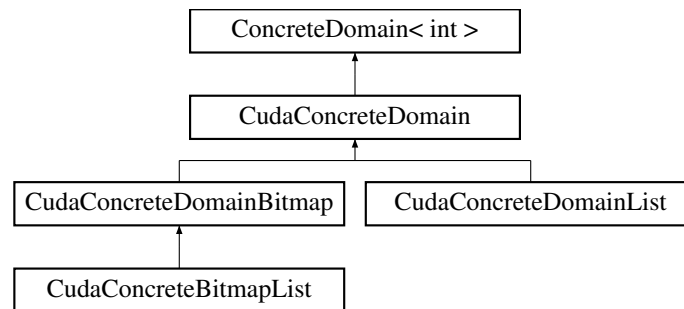 ConcreteDomain< int >
CudaConcreteDomain
CudaConcreteDomainBitmap
CudaConcreteDomainList
CudaConcreteBitmapList